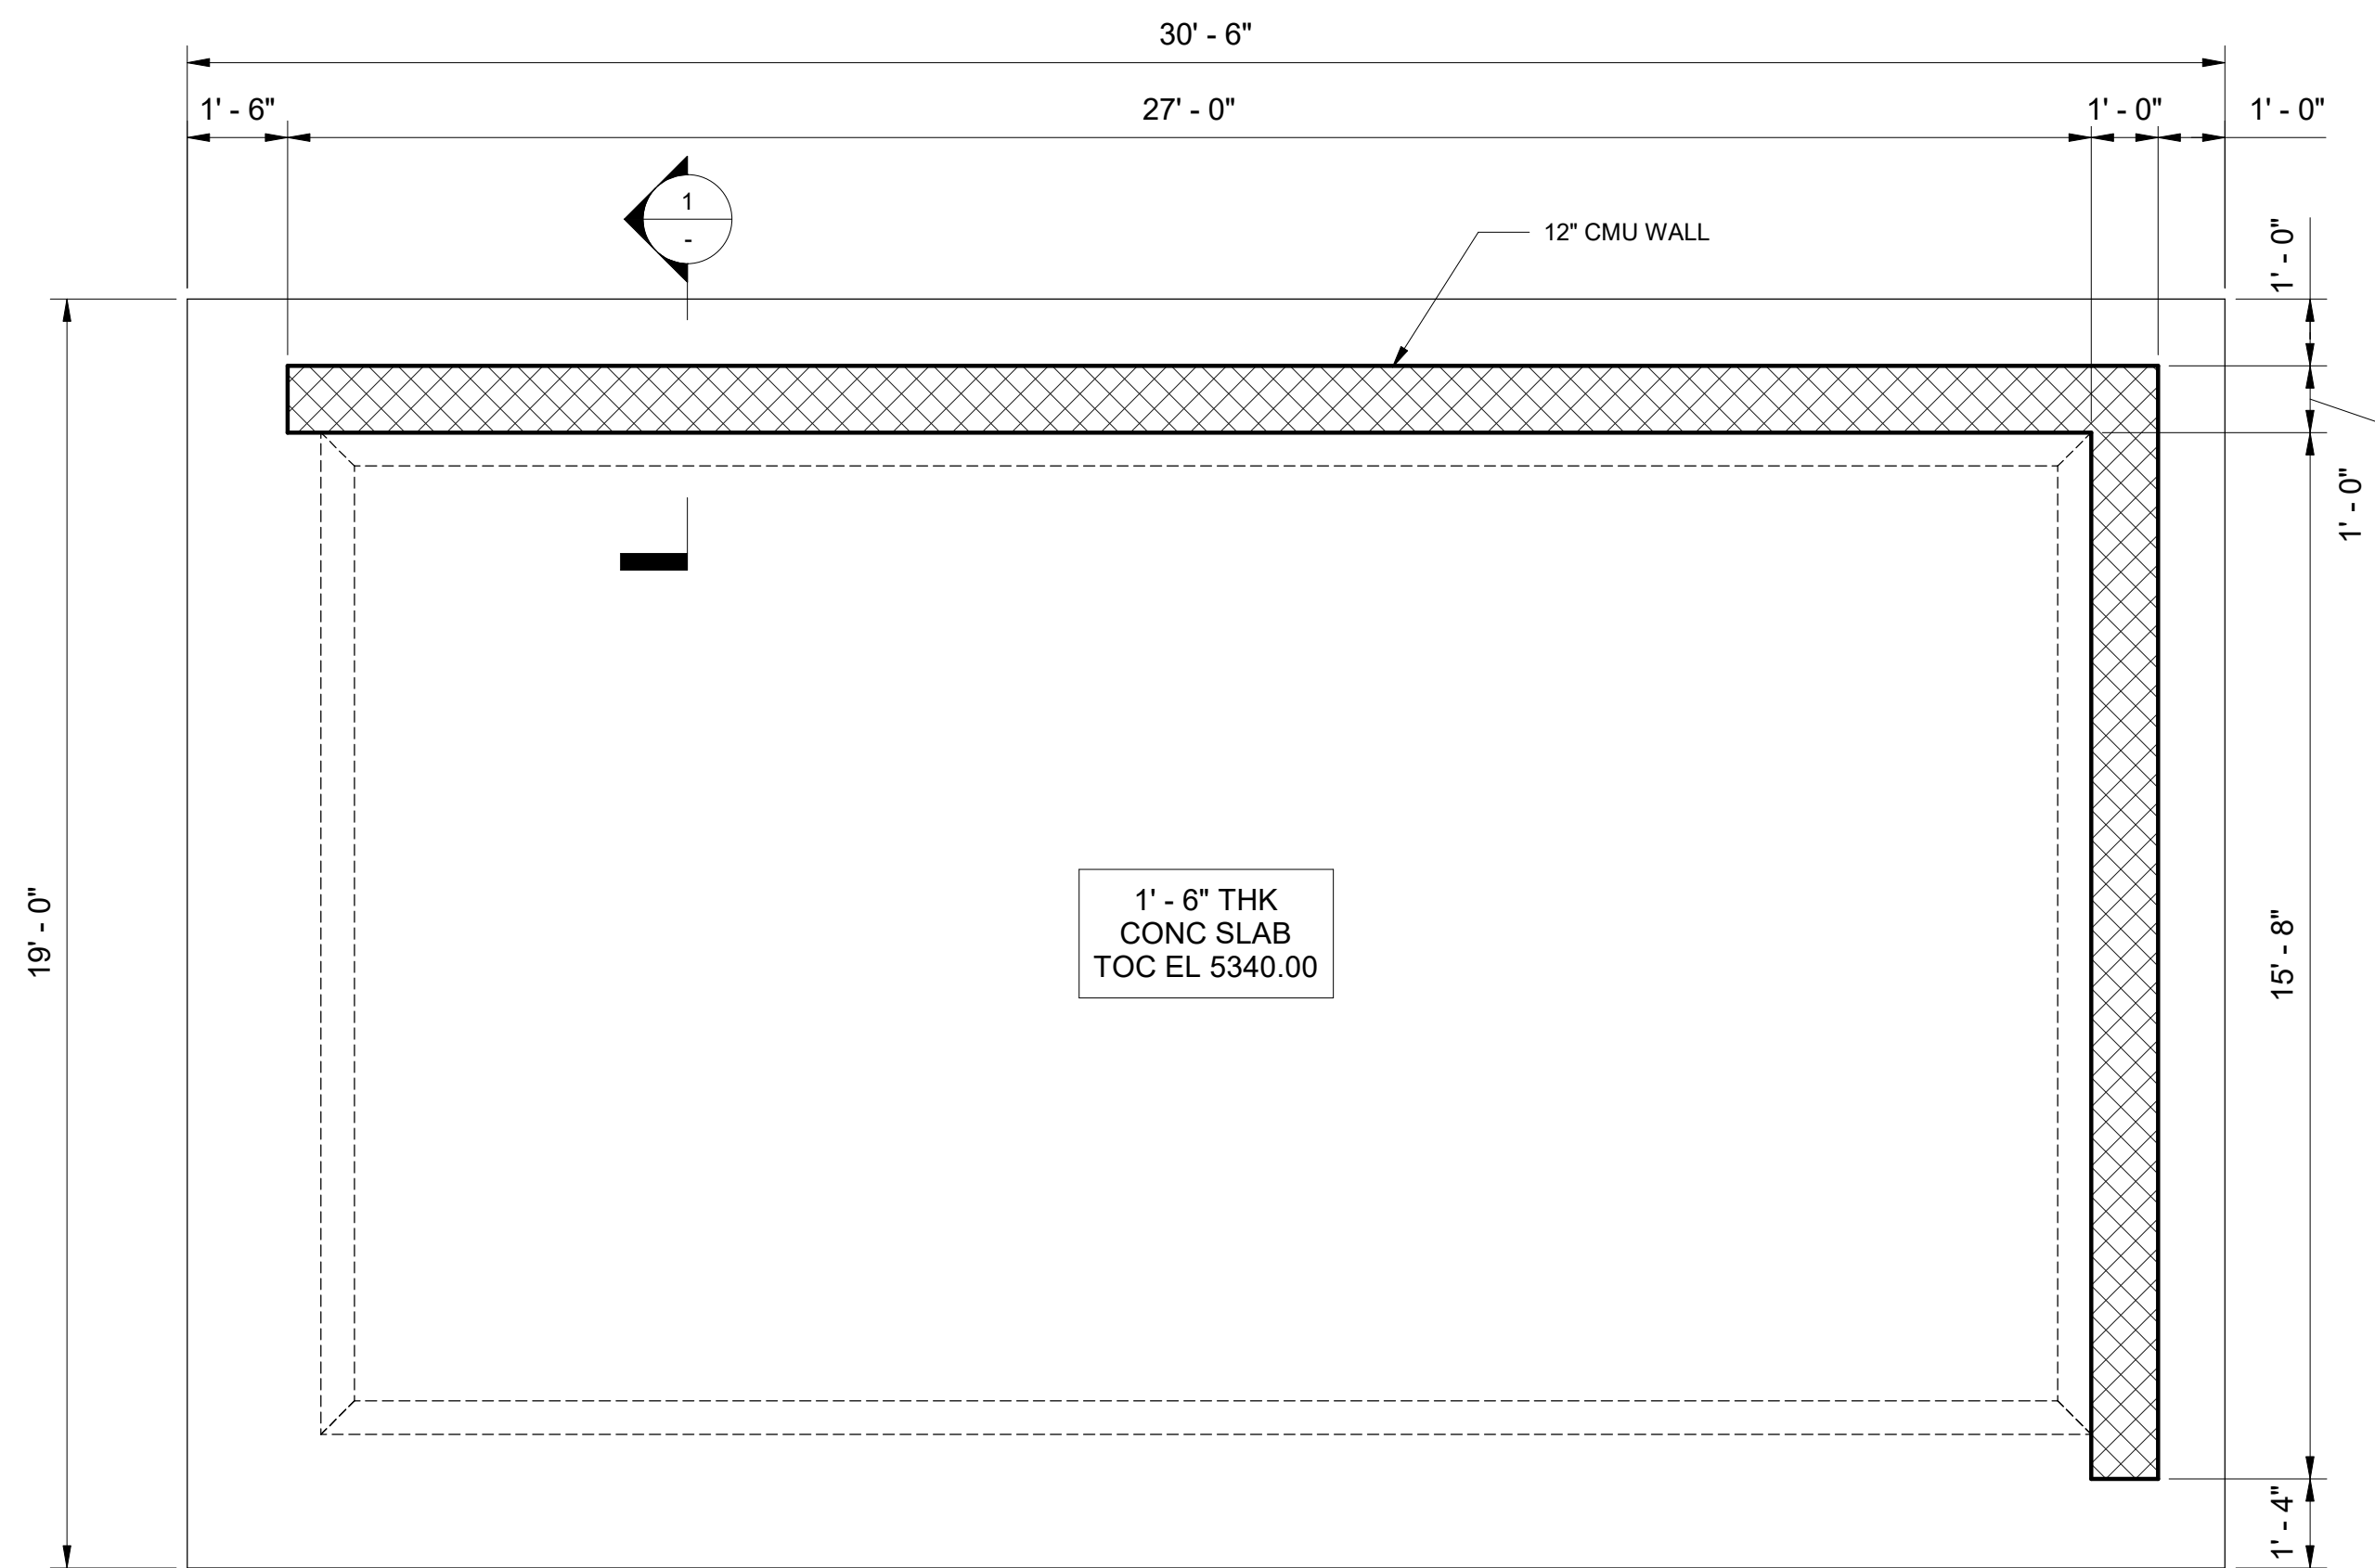 30' - 6"
1' - 6"
27' - 0"
1' - 0"
1' - 0"
1
-
12" CMU WALL
1' - 0"
1' - 0"
19' - 0"
1' - 6" THK
CONC SLAB
TOC EL 5340.00
15' - 8"
1' - 4"